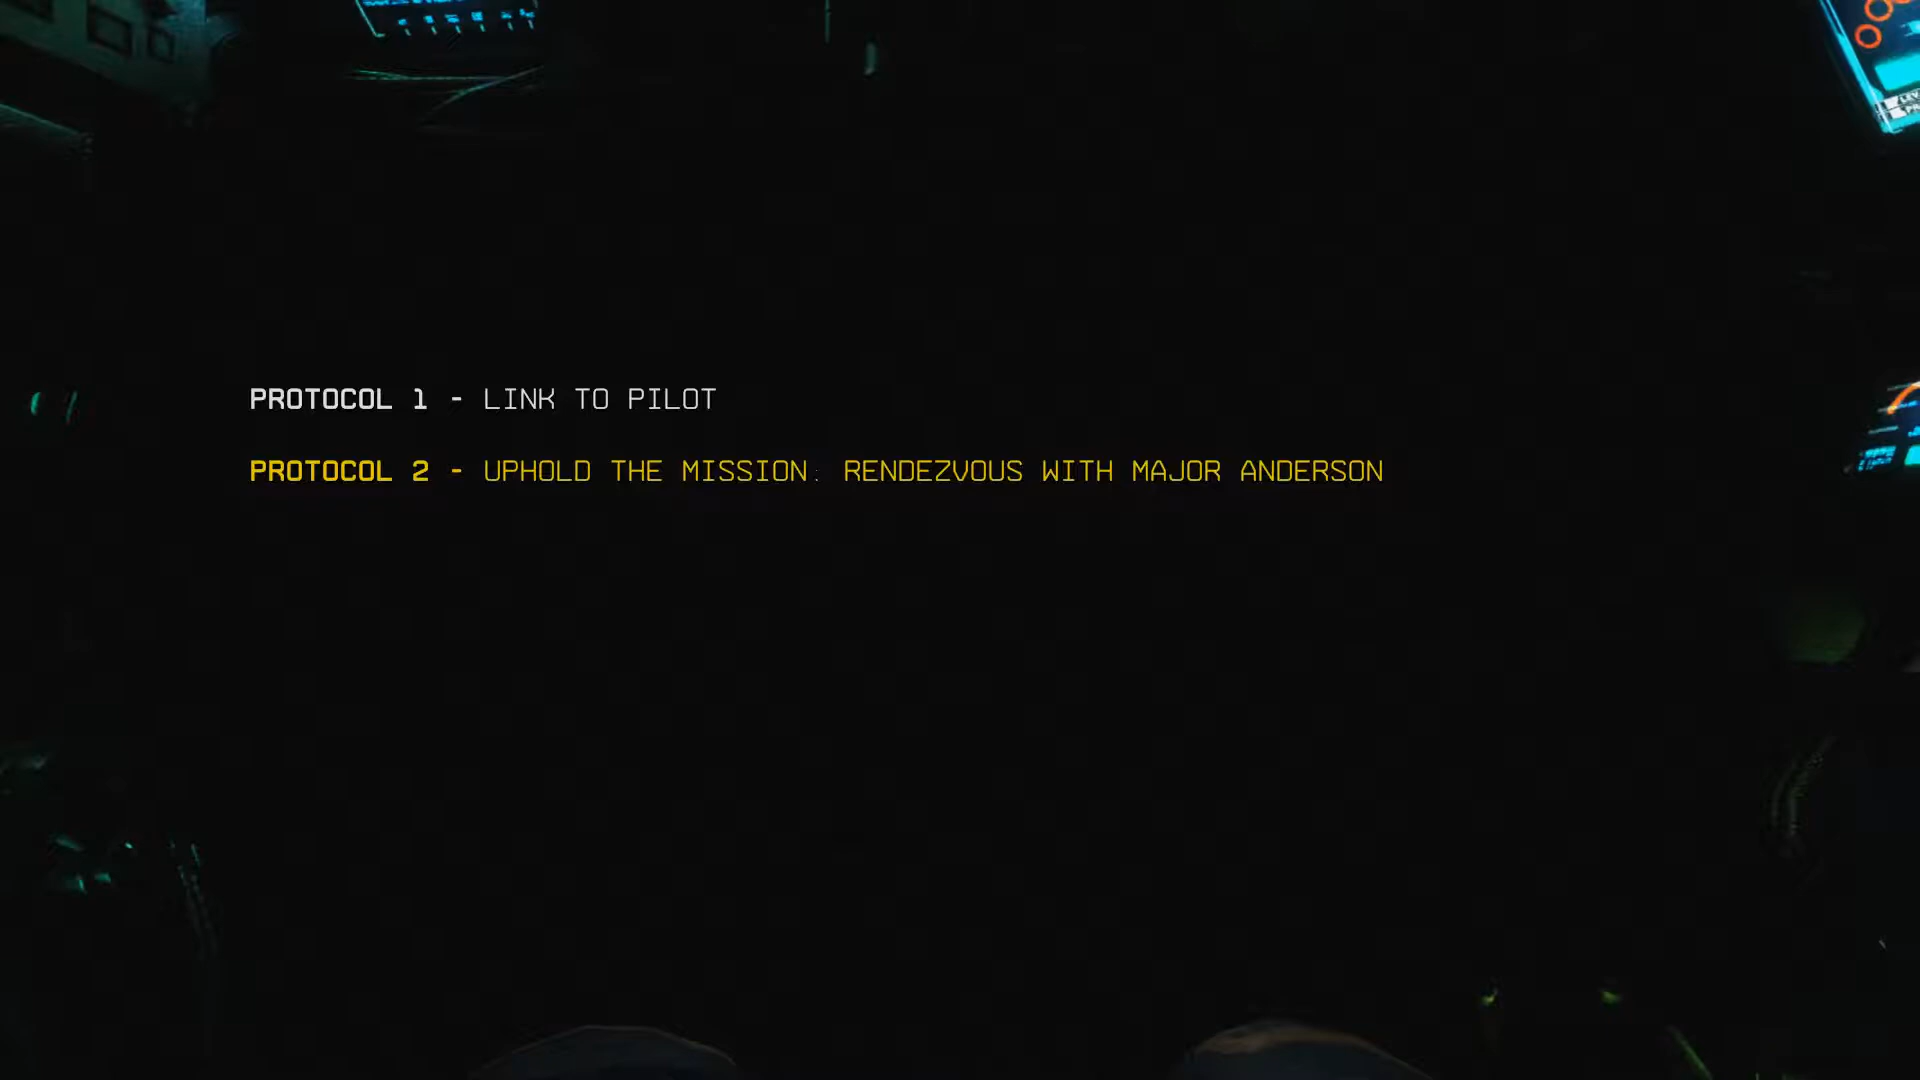 PROTOCOL 1 - LINK TO PILOT
PROTOCOL 2 - UPHOLD THE MISSION: RENDEZVOUS WITH MAJOR ANDERSON